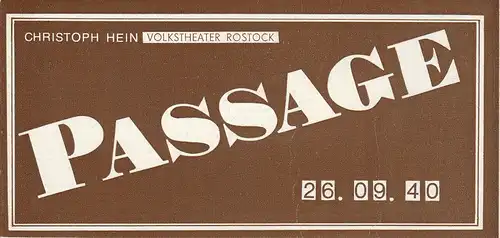 CHRISTOPH HEIN VOLKSTHEATER ROSTOCK
PASSAGE
26. 09. 40